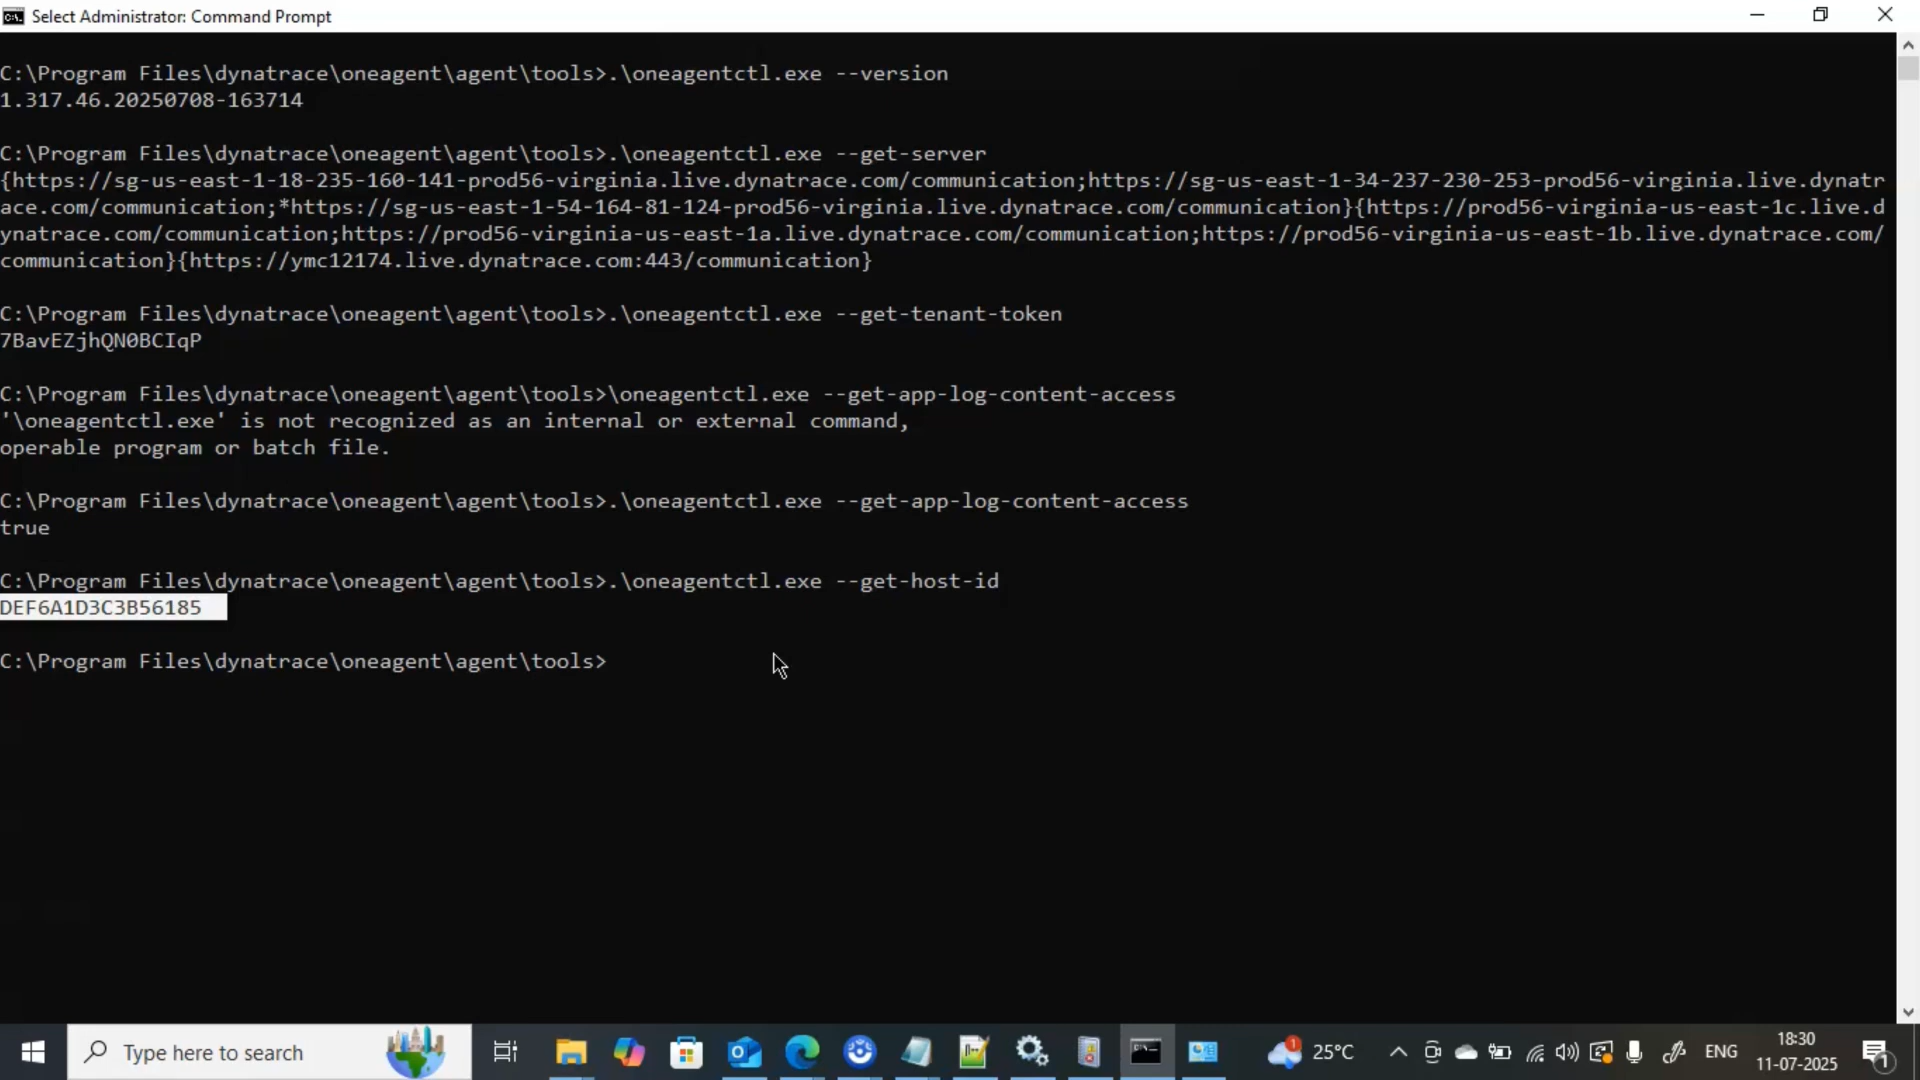 Select Administrator: Command Prompt
C:\Program Files\dynatrace\oneagent\agent\tools>.\oneagentctl.exe --version
1.317.46.20250708-163714
C:\Program Files\dynatrace\oneagent\agent\tools>.\oneagentctl.exe --get-server
{https://sg-us-east-1-18-235-160-141-prod56-virginia.live.dynatrace.com/communication;https://sg-us-east-1-34-237-230-253-prod56-virginia.live.dynatr
ace.com/communication;*https://sg-us-east-1-54-164-81-124-prod56-virginia.live.dynatrace.com/communication}{https://prod56-virginia-us-east-1c.live.d
ynatrace.com/communication;https://prod56-virginia-us-east-1a.live.dynatrace.com/communication;https://prod56-virginia-us-east-1b.live.dynatrace.com/
communication}{https://ymc12174.live.dynatrace.com:443/communication}
C:\Program Files\dynatrace\oneagent\agent\tools>.\oneagentctl.exe --get-tenant-token
7BavEZjhQN0BCIqP
C:\Program Files\dynatrace\oneagent\agent\tools>\oneagentctl.exe --get-app-log-content-access
'\oneagentctl.exe' is not recognized as an internal or external command,
operable program or batch file.
C:\Program Files\dynatrace\oneagent\agent\tools>.\oneagentctl.exe --get-app-log-content-access
true
C:\Program Files\dynatrace\oneagent\agent\tools>.\oneagentctl.exe --get-host-id
DEF6A1D3C3B56185
C:\Program Files\dynatrace\oneagent\agent\tools>
Type here to search
1
25°C
ENG
18:30
11-07-2025
1